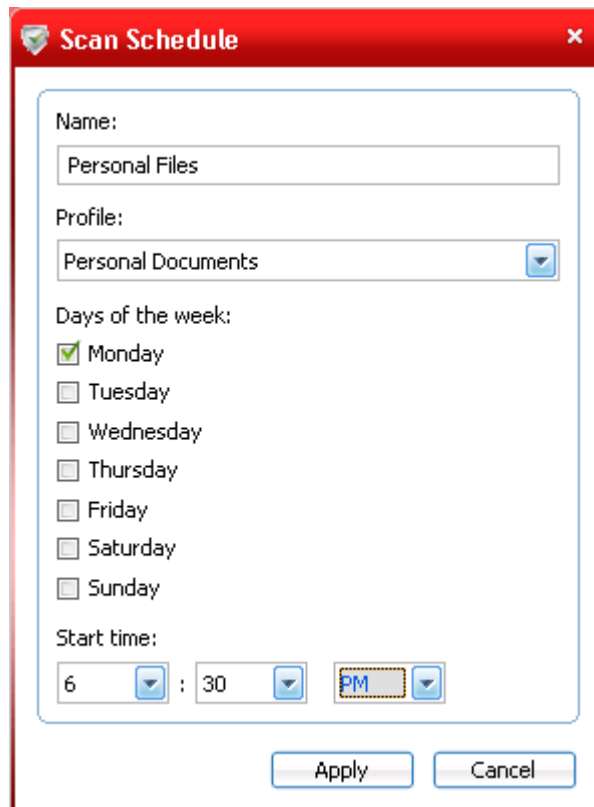 Scan Schedule
Name:
Personal Files
Profile:
Personal Documents
Days of the week:
Monday
Tuesday
Wednesday
Thursday
Friday
Saturday
Sunday
Start time:
6 : 30 PM
Apply Cancel